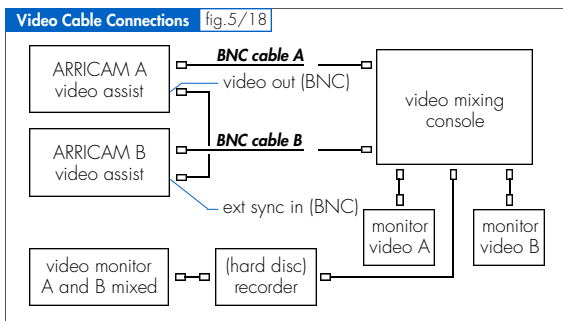 Video Cable Connections fig.5/18
ARRICAM A
video assist
BNC cable A
video out (BNC)
video mixing
console
ARRICAM B
video assist
BNC cable B
ext sync in (BNC)
monitor
video A
monitor
video B
video monitor
A and B mixed
(hard disc)
recorder